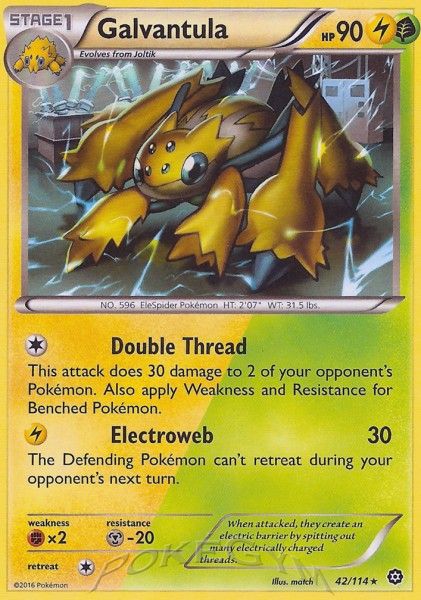 STAGE1
Galvantula
HP 90
Evolves from Joltik
NO. 596 EleSpider Pokémon HT: 2'07" WT: 31.5 lbs.
Double Thread
This attack does 30 damage to 2 of your opponent's
Pokémon. Also apply Weakness and Resistance for
Benched Pokémon.
Electroweb 30
The Defending Pokémon can't retreat during your
opponent's next turn.
weakness resistance
×2 -20
When attacked, they create an
electric barrier by spitting out
many electrically charged
threads.
retreat
POKEGYM
©2016 Pokémon Illus. match 42/114★